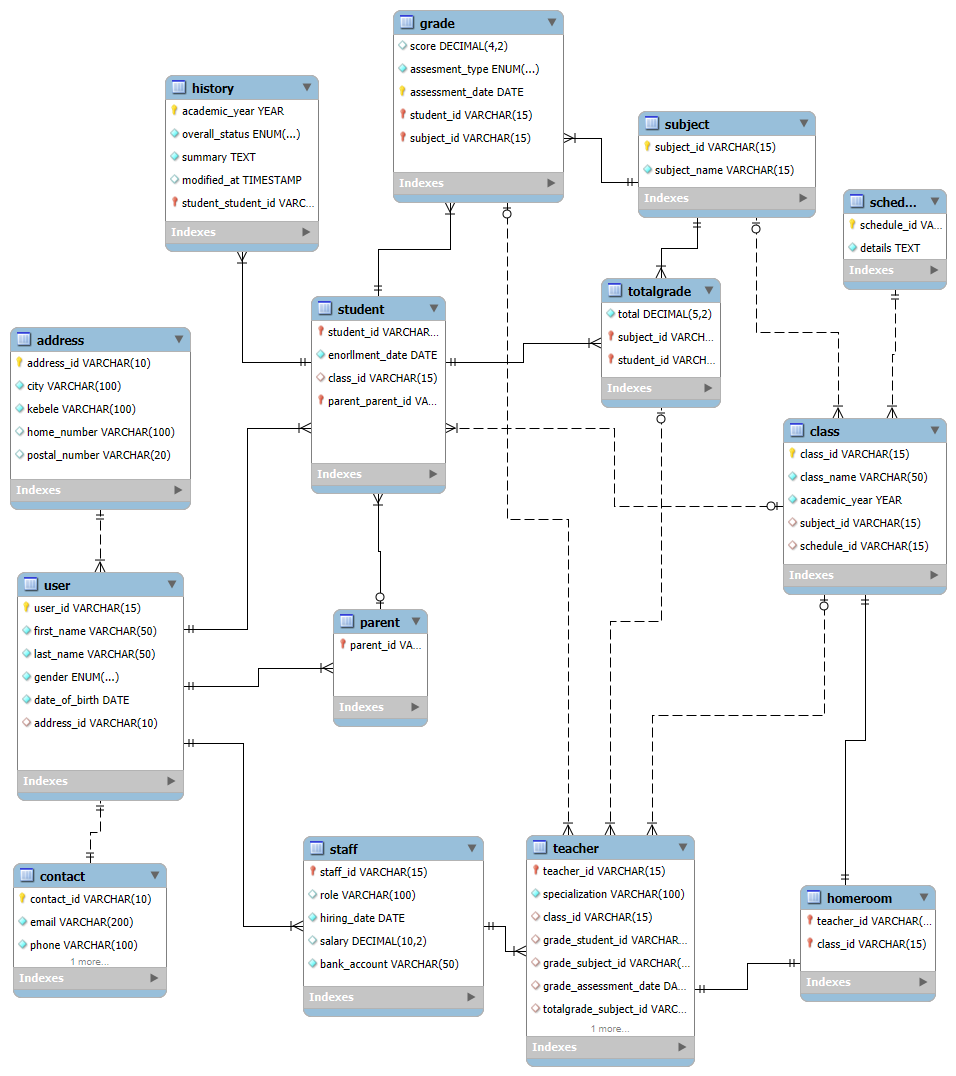 grade
score DECIMAL(4,2)
assesment_type ENUM(...)
assessment_date DATE
student_id VARCHAR(15)
subject_id VARCHAR(15)
Indexes
history
academic_year YEAR
overall_status ENUM(...)
summary TEXT
modified_at TIMESTAMP
student_student_id VARC...
Indexes
subject
subject_id VARCHAR(15)
subject_name VARCHAR(15)
Indexes
sched...
schedule_id VA...
details TEXT
Indexes
totalgrade
total DECIMAL(5,2)
subject_id VARCH...
student_id VARCH...
Indexes
student
student_id VARCHAR...
enorllment_date DATE
class_id VARCHAR(15)
parent_parent_id VA...
Indexes
address
address_id VARCHAR(10)
city VARCHAR(100)
kebele VARCHAR(100)
home_number VARCHAR(100)
postal_number VARCHAR(20)
Indexes
class
class_id VARCHAR(15)
class_name VARCHAR(50)
academic_year YEAR
subject_id VARCHAR(15)
schedule_id VARCHAR(15)
Indexes
user
user_id VARCHAR(15)
first_name VARCHAR(50)
last_name VARCHAR(50)
gender ENUM(...)
date_of_birth DATE
address_id VARCHAR(10)
Indexes
parent
parent_id VA...
Indexes
contact
contact_id VARCHAR(10)
email VARCHAR(200)
phone VARCHAR(100)
1 more...
Indexes
staff
staff_id VARCHAR(15)
role VARCHAR(100)
hiring_date DATE
salary DECIMAL(10,2)
bank_account VARCHAR(50)
Indexes
teacher
teacher_id VARCHAR(15)
specialization VARCHAR(100)
class_id VARCHAR(15)
grade_student_id VARCHAR...
grade_subject_id VARCHAR(...
grade_assessment_date DA...
totalgrade_subject_id VARC...
1 more...
Indexes
homeroom
teacher_id VARCHAR(...
class_id VARCHAR(15)
Indexes